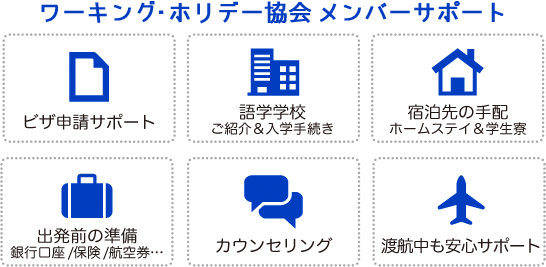 ワーキング・ホリデー協会 メンバーサポート
ビザ申請サポート
語学学校
ご紹介＆入学手続き
宿泊先の手配
ホームステイ＆学生寮
出発前の準備
銀行口座/保険/航空券…
カウンセリング
渡航中も安心サポート